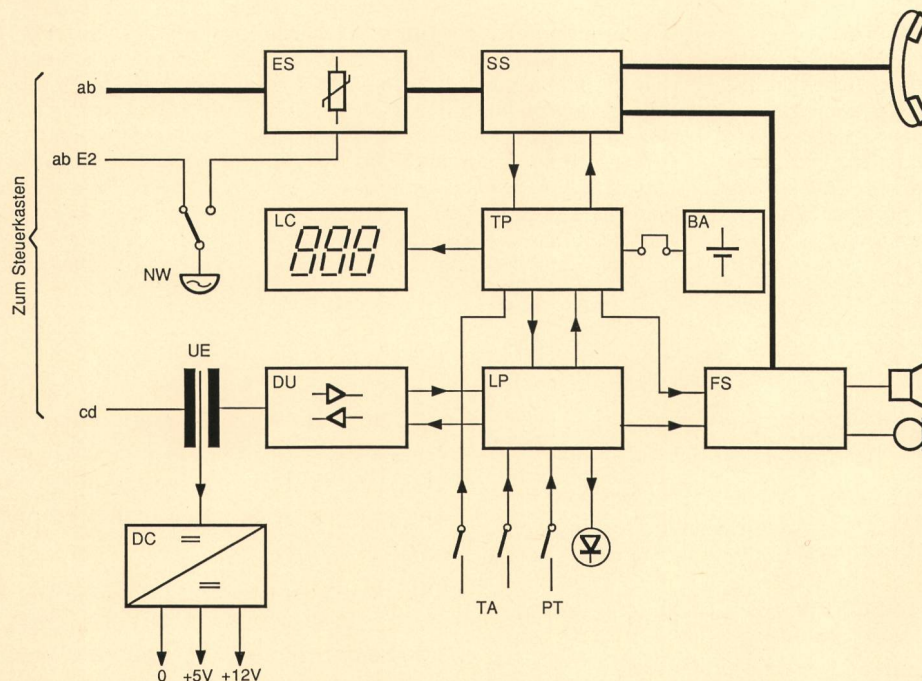 ES
SS
ab
ab E2
Zum Steuerkasten
LC
TP
BA
NW
UE
DU
LP
FS
cd
DC
TA
PT
0
+5V
+12V